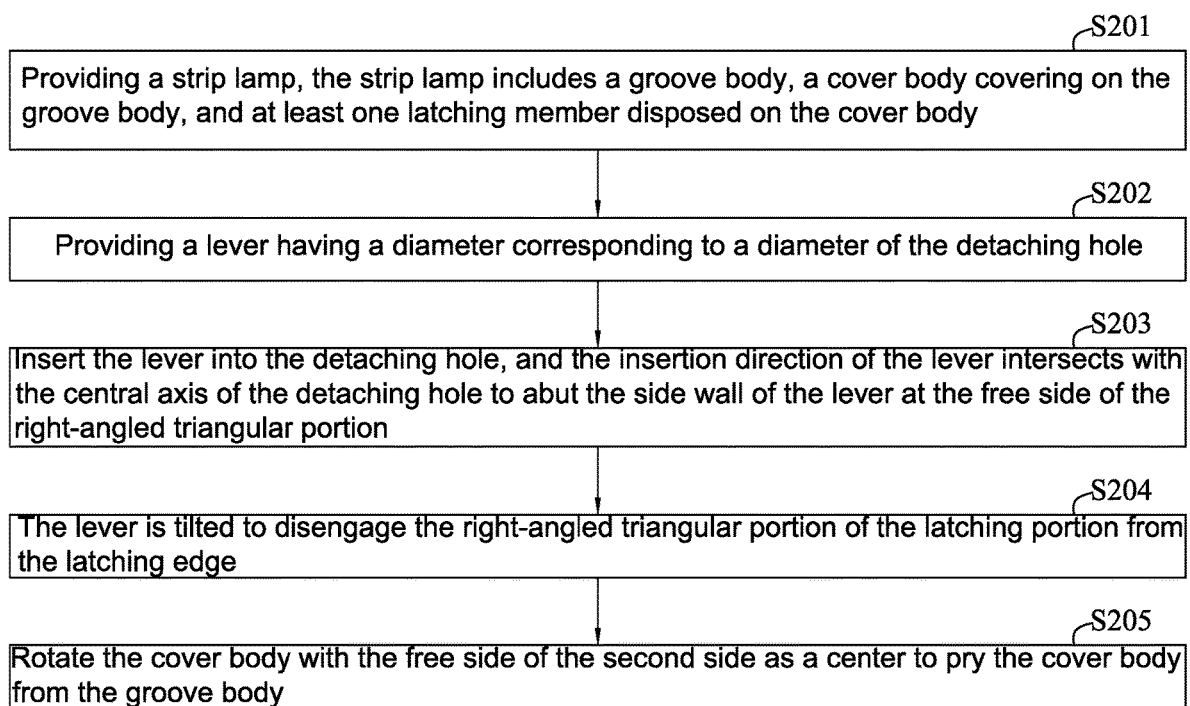 S201
Providing a strip lamp, the strip lamp includes a groove body, a cover body covering on the
groove body, and at least one latching member disposed on the cover body
S202
Providing a lever having a diameter corresponding to a diameter of the detaching hole
S203
Insert the lever into the detaching hole, and the insertion direction of the lever intersects with
the central axis of the detaching hole to abut the side wall of the lever at the free side of the
right-angled triangular portion
S204
The lever is tilted to disengage the right-angled triangular portion of the latching portion from
the latching edge
S205
Rotate the cover body with the free side of the second side as a center to pry the cover body
from the groove body